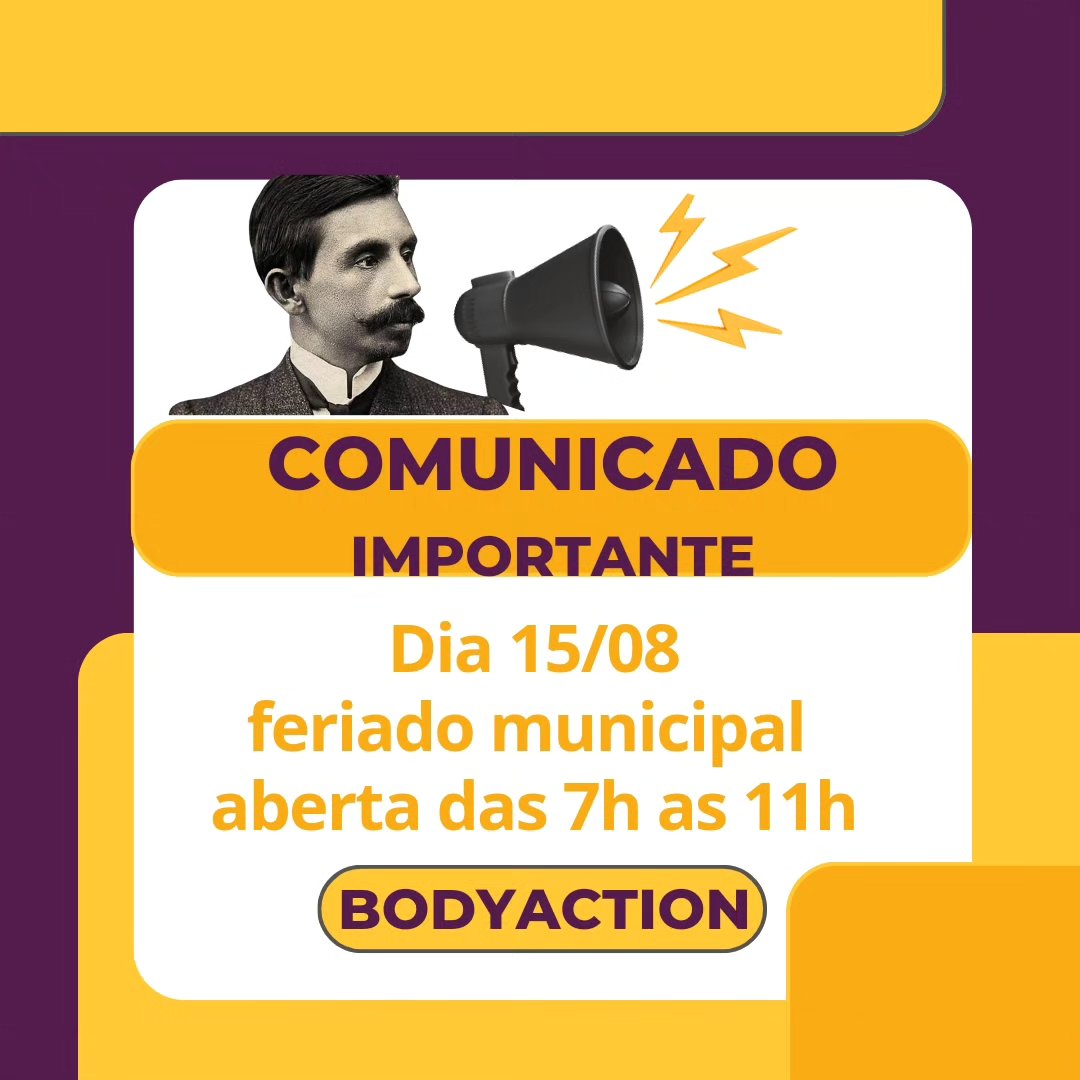 COMUNICADO
IMPORTANTE
Dia 15/08
feriado municipal
aberta das 7h as 11h
BODYACTION